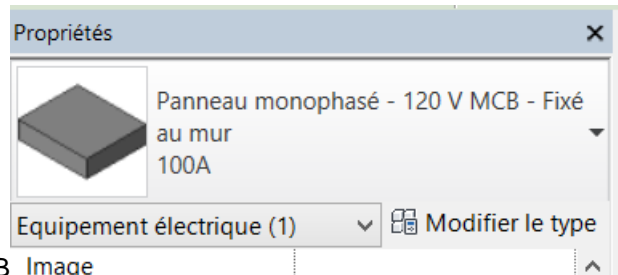 Propriétés
Panneau monophasé - 120 V MCB - Fixé
au mur
100A
Equipement électrique (1)
Modifier le type
B Image